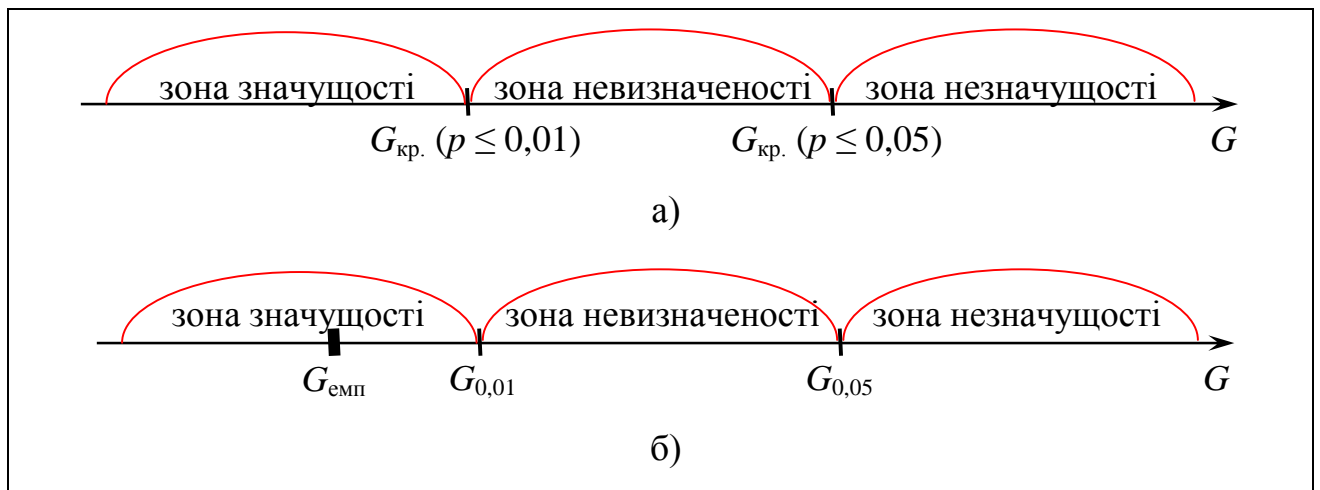 зона значущості зона невизначеності зона незначущості
Gкр. (p ≤ 0,01) Gкр. (p ≤ 0,05) G
а)
зона значущості зона невизначеності зона незначущості
Gемп G0,01 G0,05 G
б)